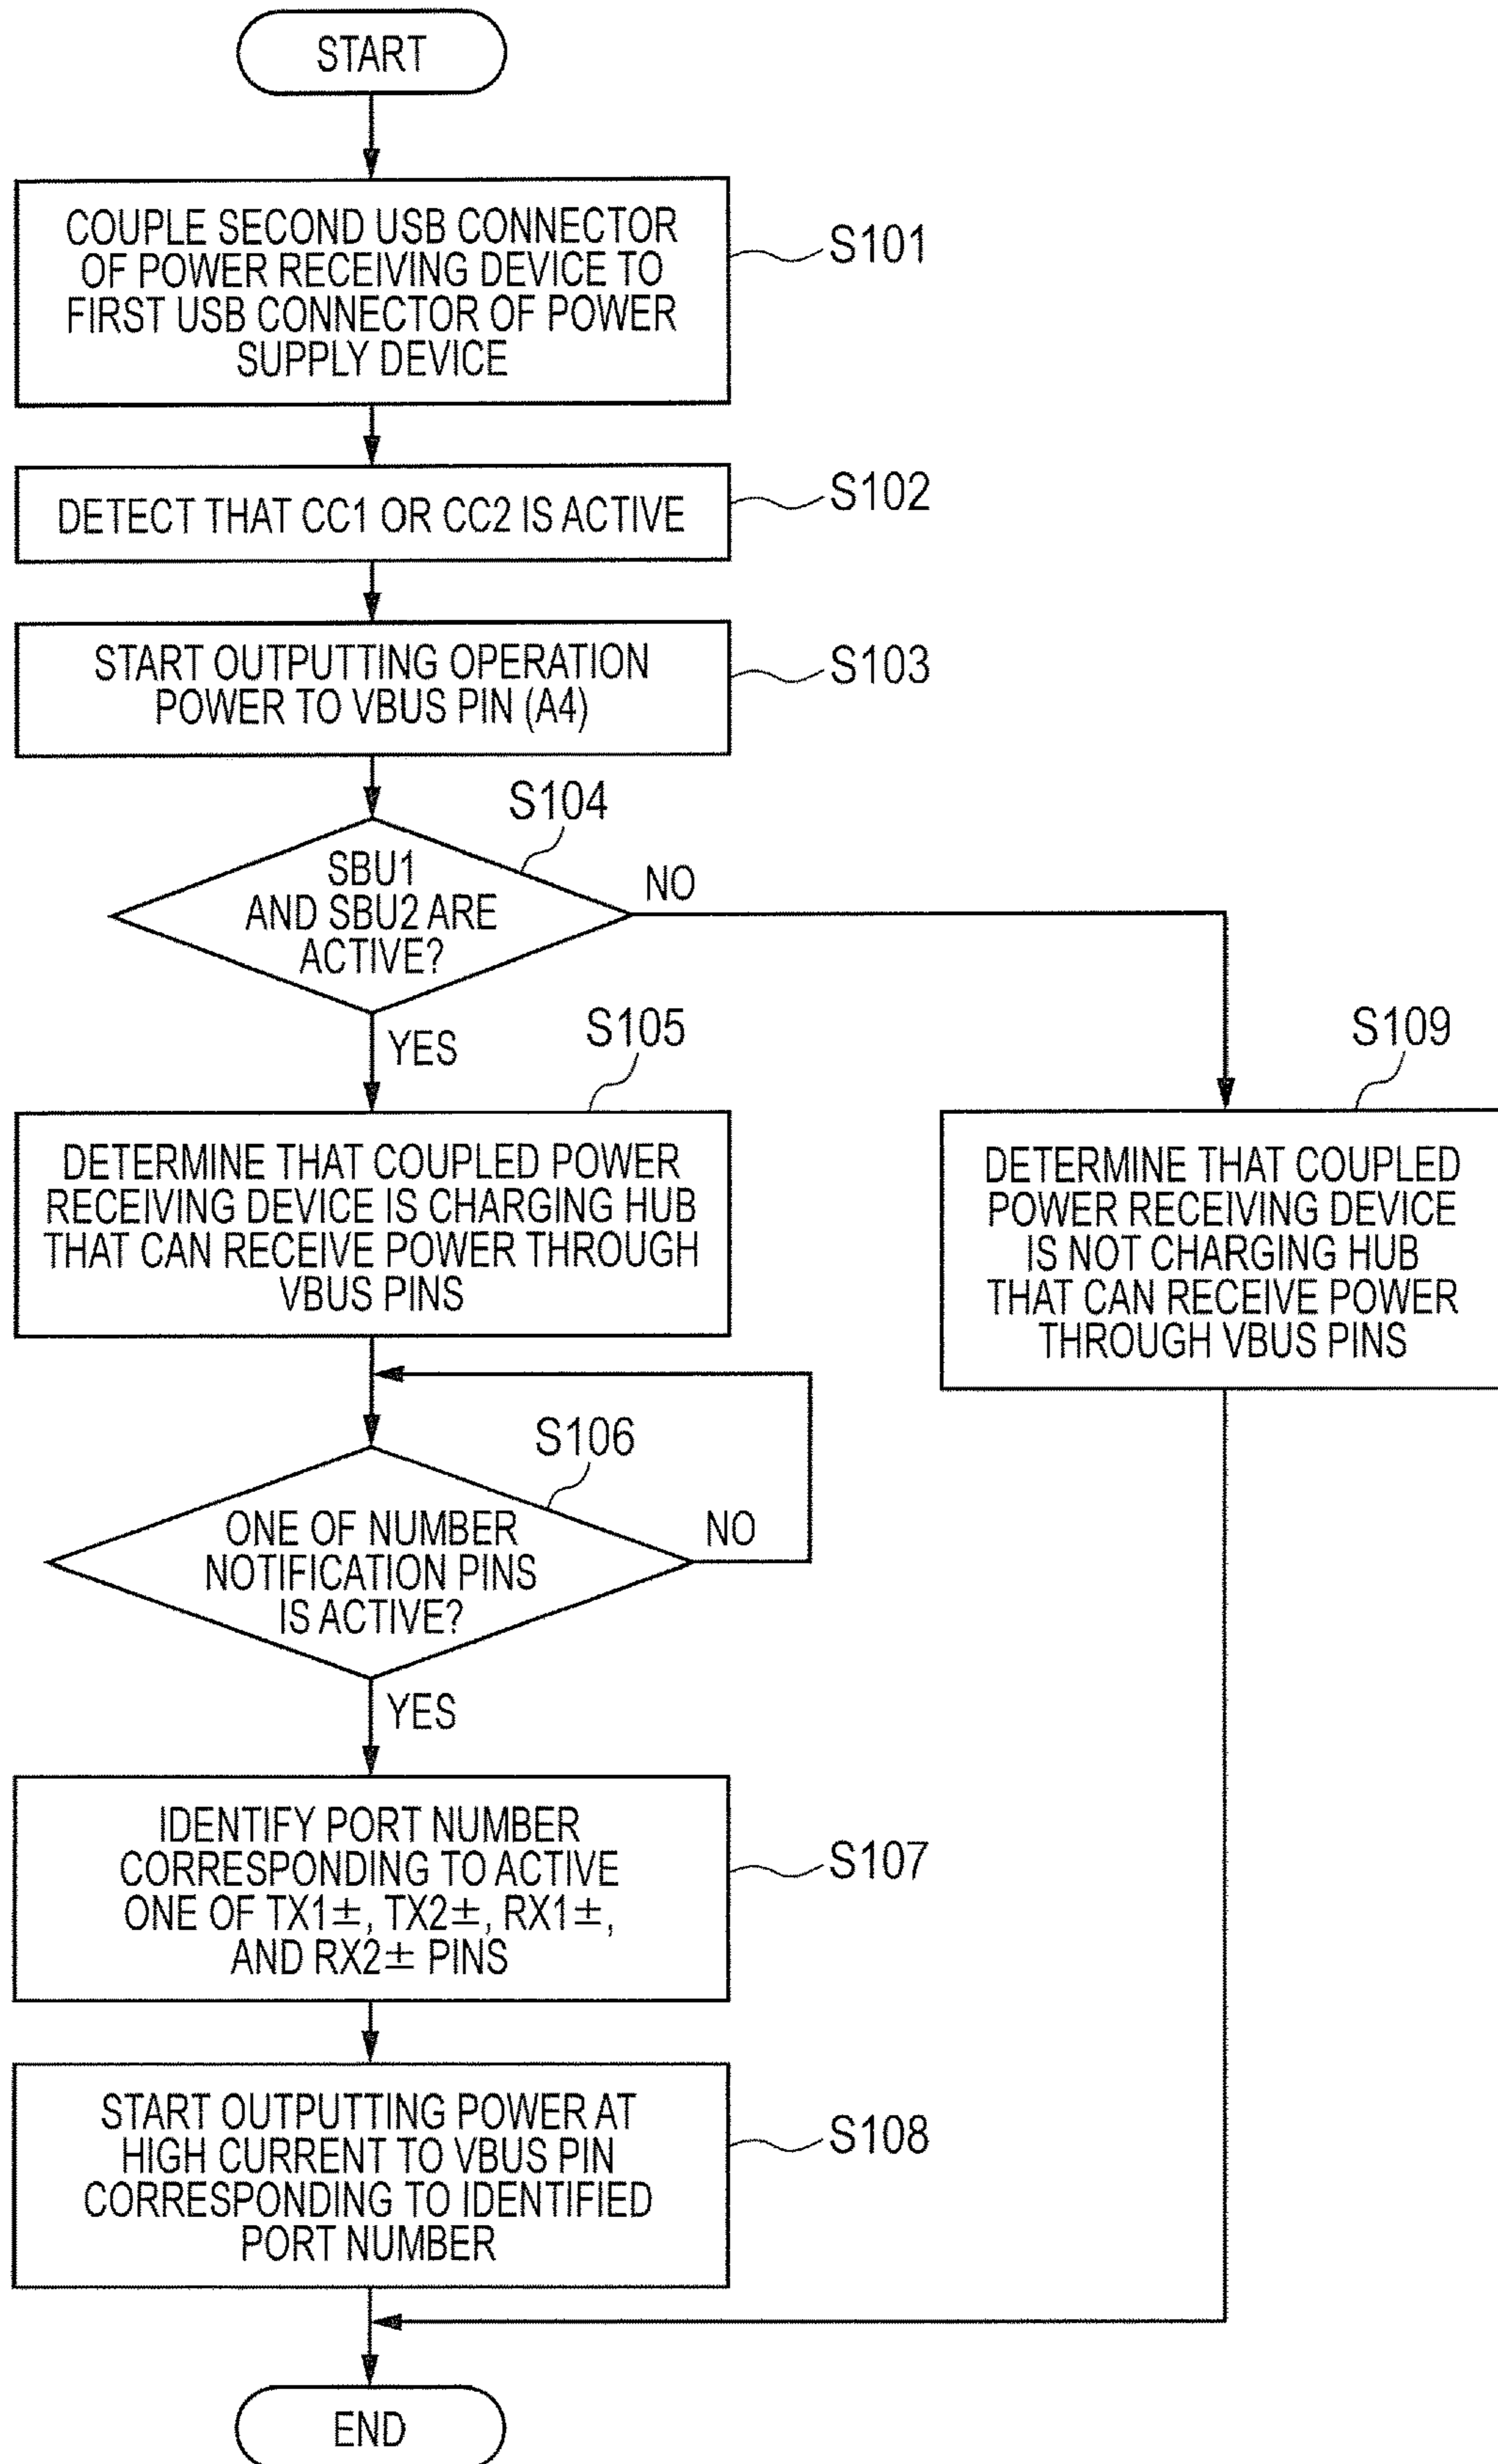 START
COUPLE SECOND USB CONNECTOR
OF POWER RECEIVING DEVICE TO
FIRST USB CONNECTOR OF POWER
SUPPLY DEVICE
S101
DETECT THAT CC1 OR CC2 IS ACTIVE
S102
START OUTPUTTING OPERATION
POWER TO VBUS PIN (A4)
S103
S104
SBU1
AND SBU2 ARE
ACTIVE?
NO
YES
S105
DETERMINE THAT COUPLED POWER
RECEIVING DEVICE IS CHARGING HUB
THAT CAN RECEIVE POWER THROUGH
VBUS PINS
S109
DETERMINE THAT COUPLED
POWER RECEIVING DEVICE
IS NOT CHARGING HUB
THAT CAN RECEIVE POWER
THROUGH VBUS PINS
S106
ONE OF NUMBER
NOTIFICATION PINS
IS ACTIVE?
NO
YES
IDENTIFY PORT NUMBER
CORRESPONDING TO ACTIVE
ONE OF TX1±, TX2±, RX1±,
AND RX2± PINS
S107
START OUTPUTTING POWER AT
HIGH CURRENT TO VBUS PIN
CORRESPONDING TO IDENTIFIED
PORT NUMBER
S108
END